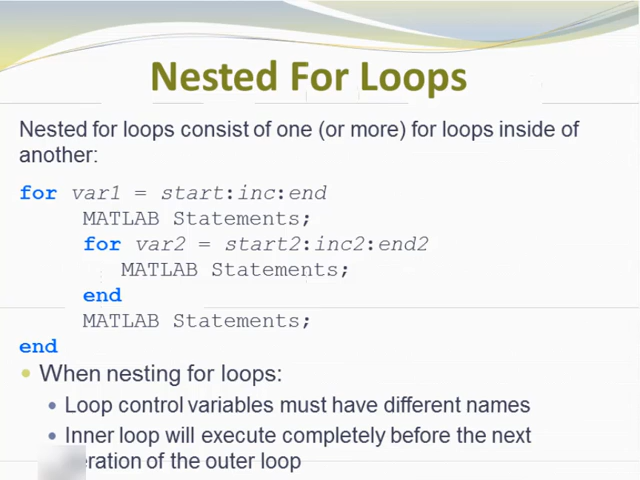 Nested For Loops
Nested for loops consist of one (or more) for loops inside of
another:
for var1 = start:inc:end
MATLAB Statements;
for var2 = start2:inc2:end2
MATLAB Statements;
end
MATLAB Statements;
end
• When nesting for loops:
• Loop control variables must have different names
• Inner loop will execute completely before the next
of the outer loop